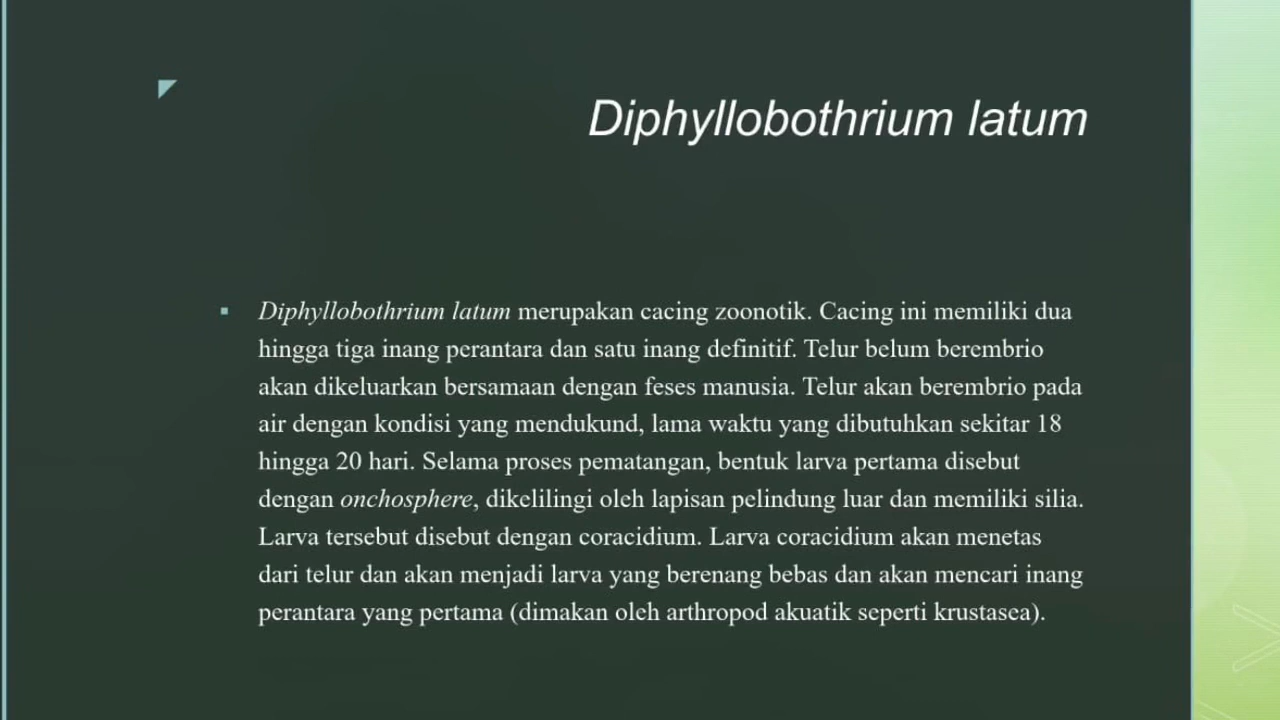 Diphyllobothrium latum
Diphyllobothrium latum merupakan cacing zoonotik. Cacing ini memiliki dua
hingga tiga inang perantara dan satu inang definitif. Telur belum berembrio
akan dikeluarkan bersamaan dengan feses manusia. Telur akan berembrio pada
air dengan kondisi yang mendukund, lama waktu yang dibutuhkan sekitar 18
hingga 20 hari. Selama proses pematangan, bentuk larva pertama disebut
dengan onchosphere, dikelilingi oleh lapisan pelindung luar dan memiliki silia.
Larva tersebut disebut dengan coracidium. Larva coracidium akan menetas
dari telur dan akan menjadi larva yang berenang bebas dan akan mencari inang
perantara yang pertama (dimakan oleh arthropod akuatik seperti krustasea).